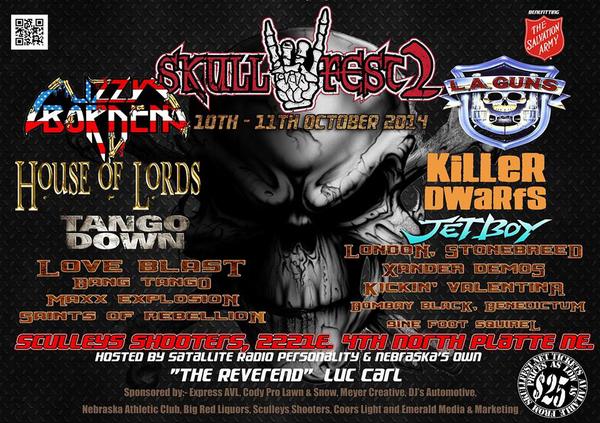 BENEFITTING
THE SALVATION ARMY
SKULL FEST 2
LIZZY BORDEN
L.A. GUNS
10TH - 11TH OCTOBER 2014
HOUSE OF LORDS
KiLLeR DWaRfS
TANGO DOWN
JETBOY
LOVE BLAST
BANG TANGO
MAXX EXPLOSION
SAINTS OF REBELLION
LONDON, STONEBREED
XANDER DEMOS
KICKIN' VALENTINA
BOMBAY BLACK, BENEDICTUM
9INE FOOT SQUIREL
SCULLEYS SHOOTERS, 2221E. 4TH NORTH PLATTE NE.
HOSTED BY SATALLITE RADIO PERSONALITY & NEBRASKA'S OWN
"THE REVEREND" LUC CARL
Sponsored by:- Express AVL, Cody Pro Lawn & Snow, Meyer Creative, DJ's Automotive,
Nebraska Athletic Club, Big Red Liquors, Sculleys Shooters, Coors Light and Emerald Media & Marketing
$25